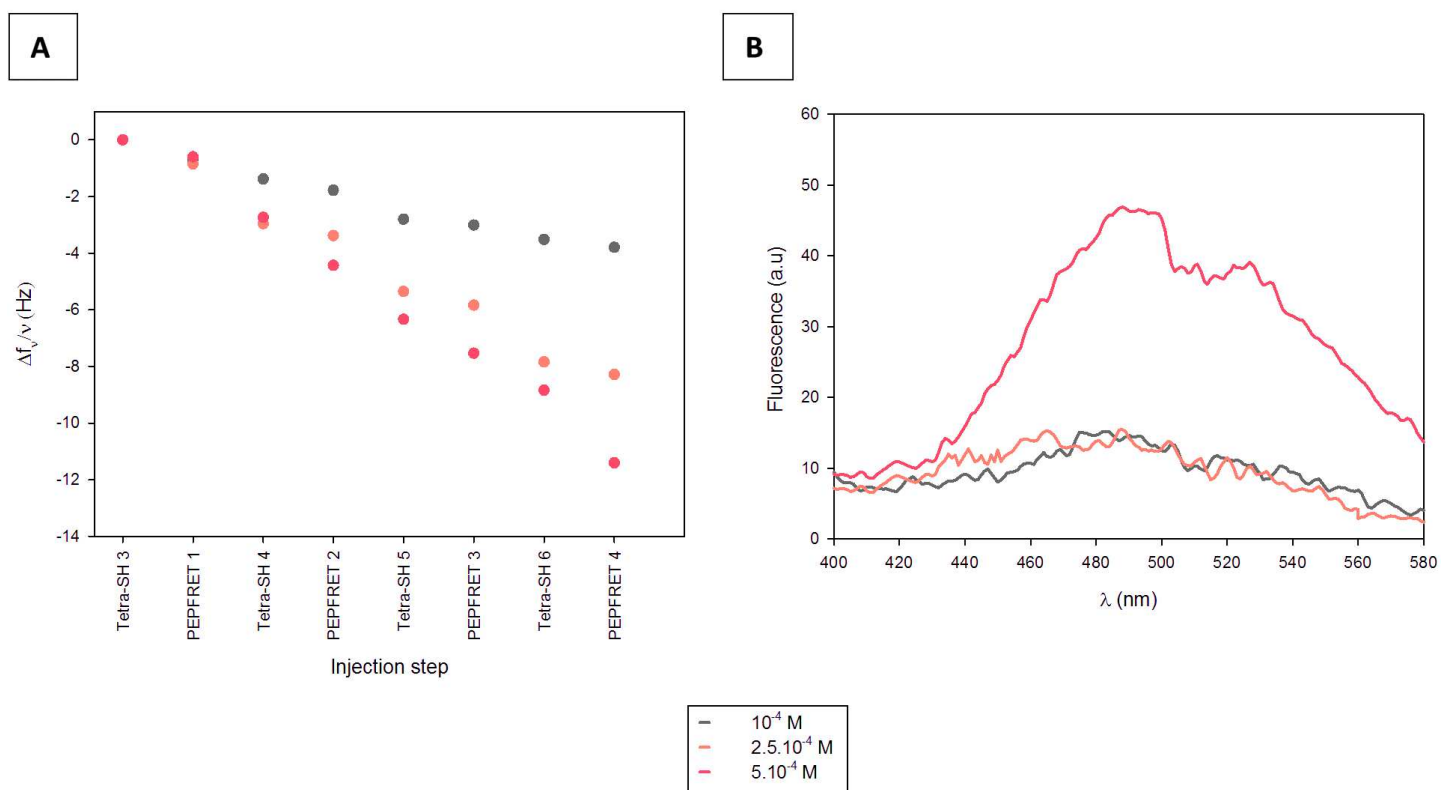 A
B
0
-2
-4
-6
-8
-10
-12
-14
Δfᵥ/ν (Hz)
Tetra-SH 3
PEPFRET 1
Tetra-SH 4
PEPFRET 2
Tetra-SH 5
PEPFRET 3
Tetra-SH 6
PEPFRET 4
Injection step
60
50
40
30
20
10
0
Fluorescence (a.u)
400 420 440 460 480 500 520 540 560 580
λ (nm)
10⁻⁴ M
2.5.10⁻⁴ M
5.10⁻⁴ M